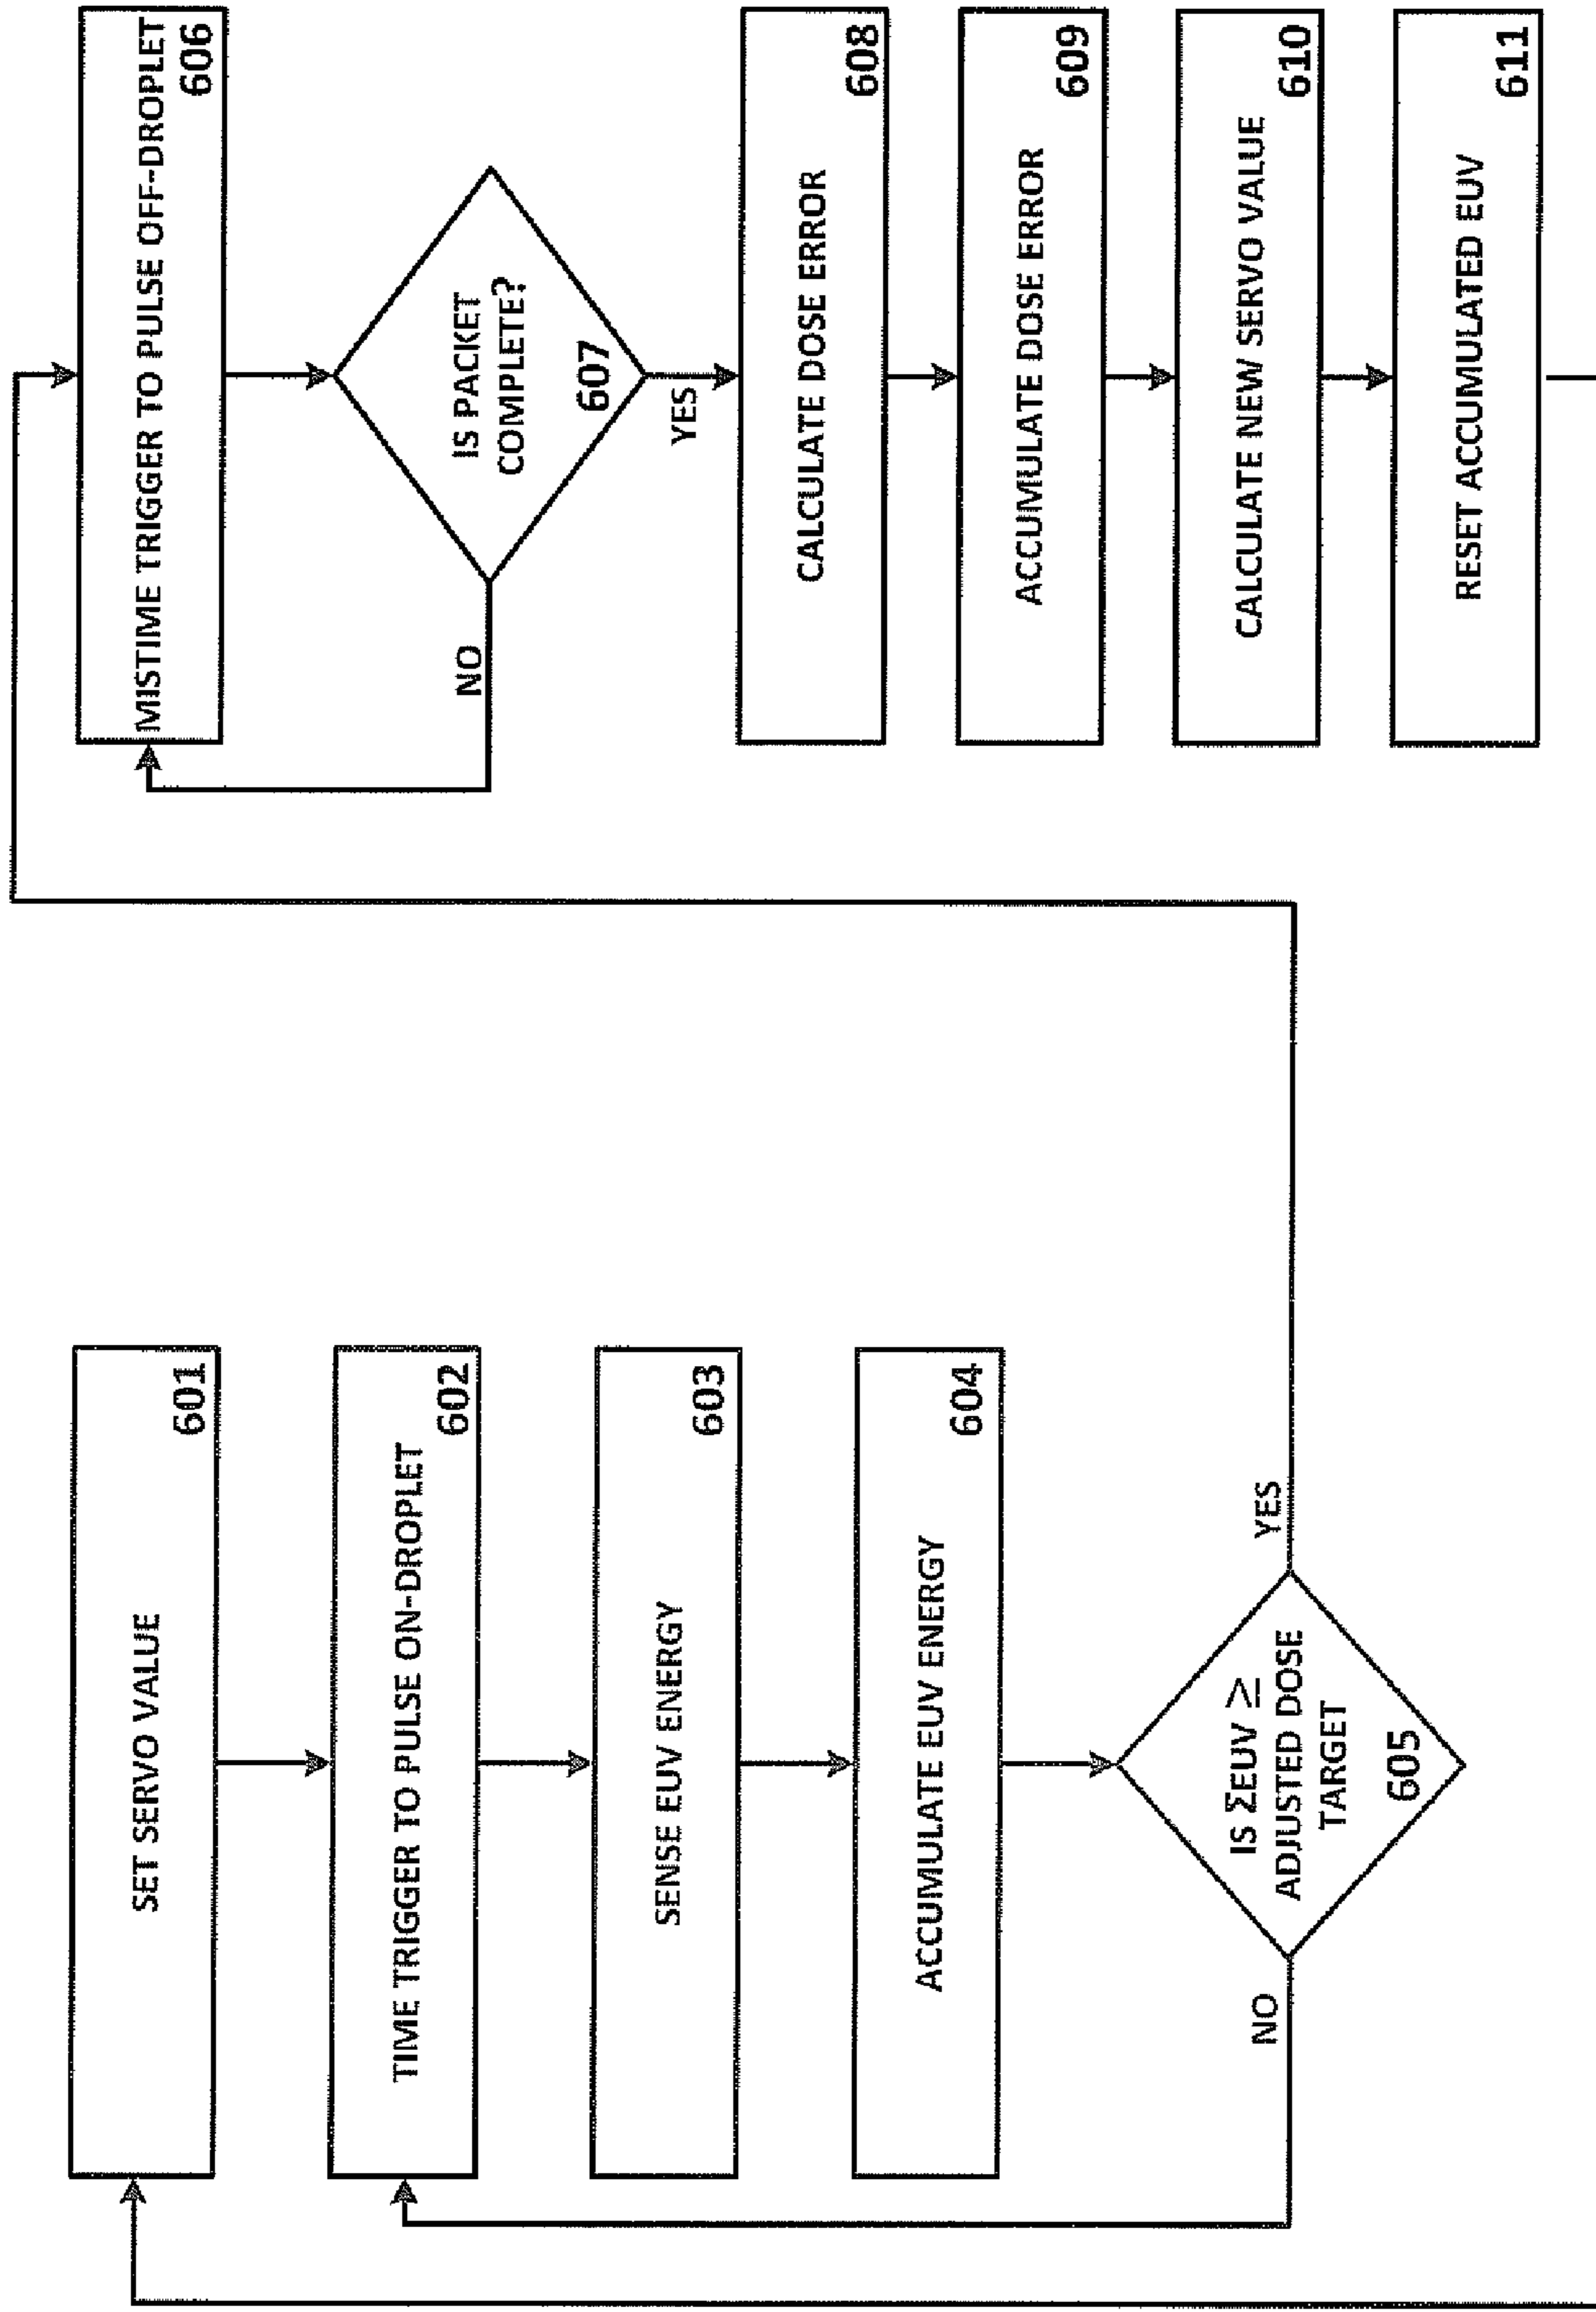 SET SERVO VALUE
601
TIME TRIGGER TO PULSE ON-DROPLET
602
SENSE EUV ENERGY
603
ACCUMULATE EUV ENERGY
604
IS ΣEUV ≥
ADJUSTED DOSE
TARGET
605
NO
YES
MISTIME TRIGGER TO PULSE OFF-DROPLET
606
IS PACKET
COMPLETE?
607
NO
YES
CALCULATE DOSE ERROR
608
ACCUMULATE DOSE ERROR
609
CALCULATE NEW SERVO VALUE
610
RESET ACCUMULATED EUV
611